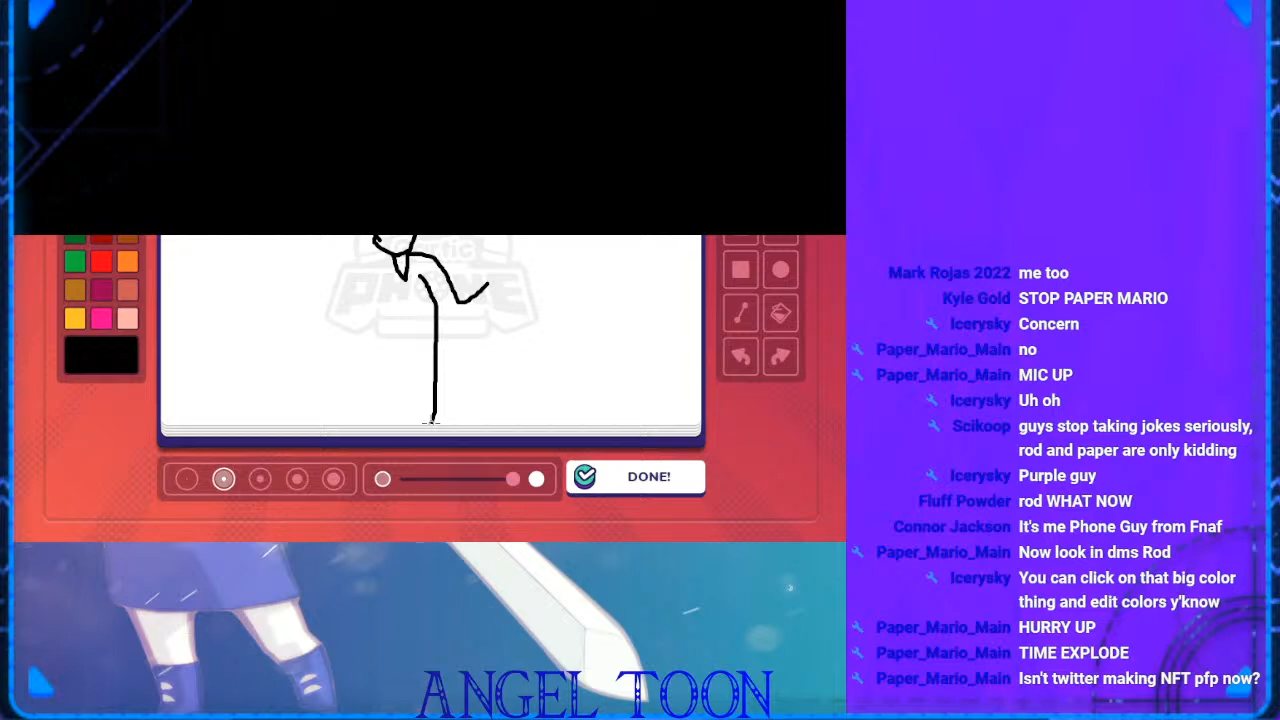 Gartic
PHONE
DONE!
ANGEL TOON
Mark Rojas 2022 me too
Kyle Gold STOP PAPER MARIO
Icerysky Concern
Paper_Mario_Main no
Paper_Mario_Main MIC UP
Icerysky Uh oh
Scikoop guys stop taking jokes seriously,
rod and paper are only kidding
Icerysky Purple guy
Fluff Powder rod WHAT NOW
Connor Jackson It's me Phone Guy from Fnaf
Paper_Mario_Main Now look in dms Rod
Icerysky You can click on that big color
thing and edit colors y'know
Paper_Mario_Main HURRY UP
Paper_Mario_Main TIME EXPLODE
Paper_Mario_Main Isn't twitter making NFT pfp now?